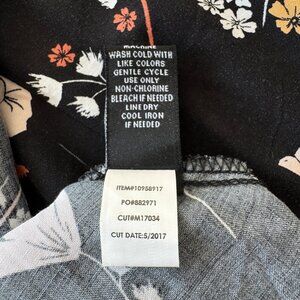 MACHINE
WASH COLD WITH
LIKE COLORS
GENTLE CYCLE
USE ONLY
NON-CHLORINE
BLEACH IF NEEDED
LINE DRY
COOL IRON
IF NEEDED
ITEM#10958917
PO#882971
CUT#M17034
CUT DATE:5/2017